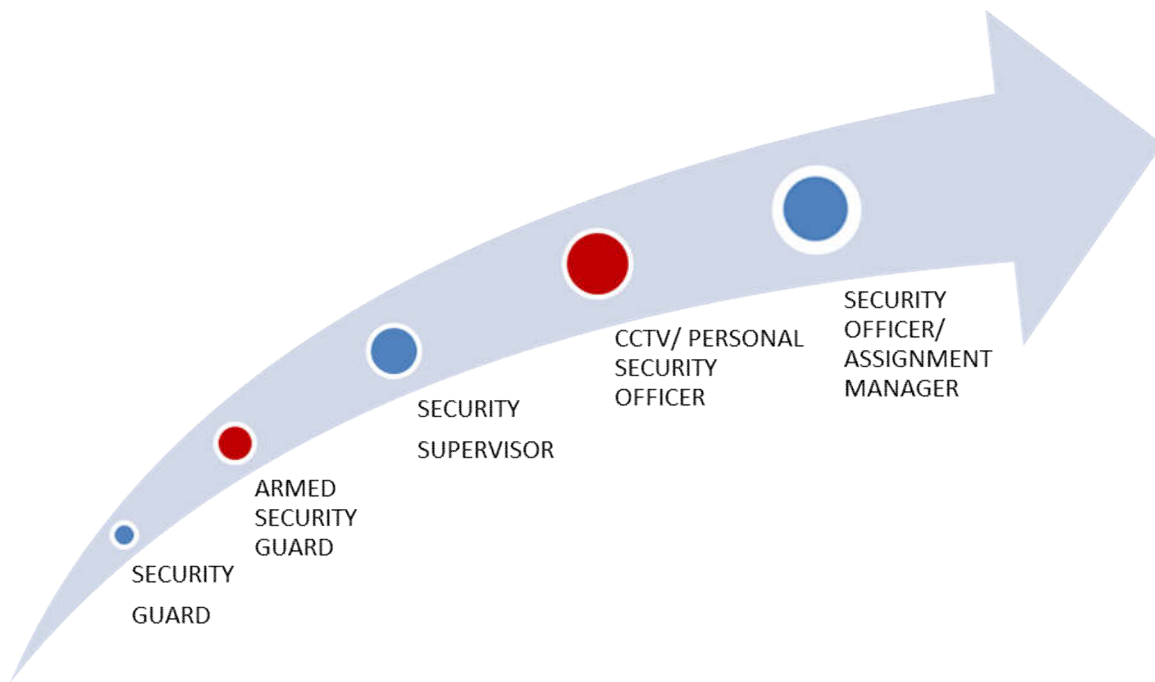 SECURITY
GUARD
ARMED
SECURITY
GUARD
SECURITY
SUPERVISOR
CCTV/ PERSONAL
SECURITY
OFFICER
SECURITY
OFFICER/
ASSIGNMENT
MANAGER